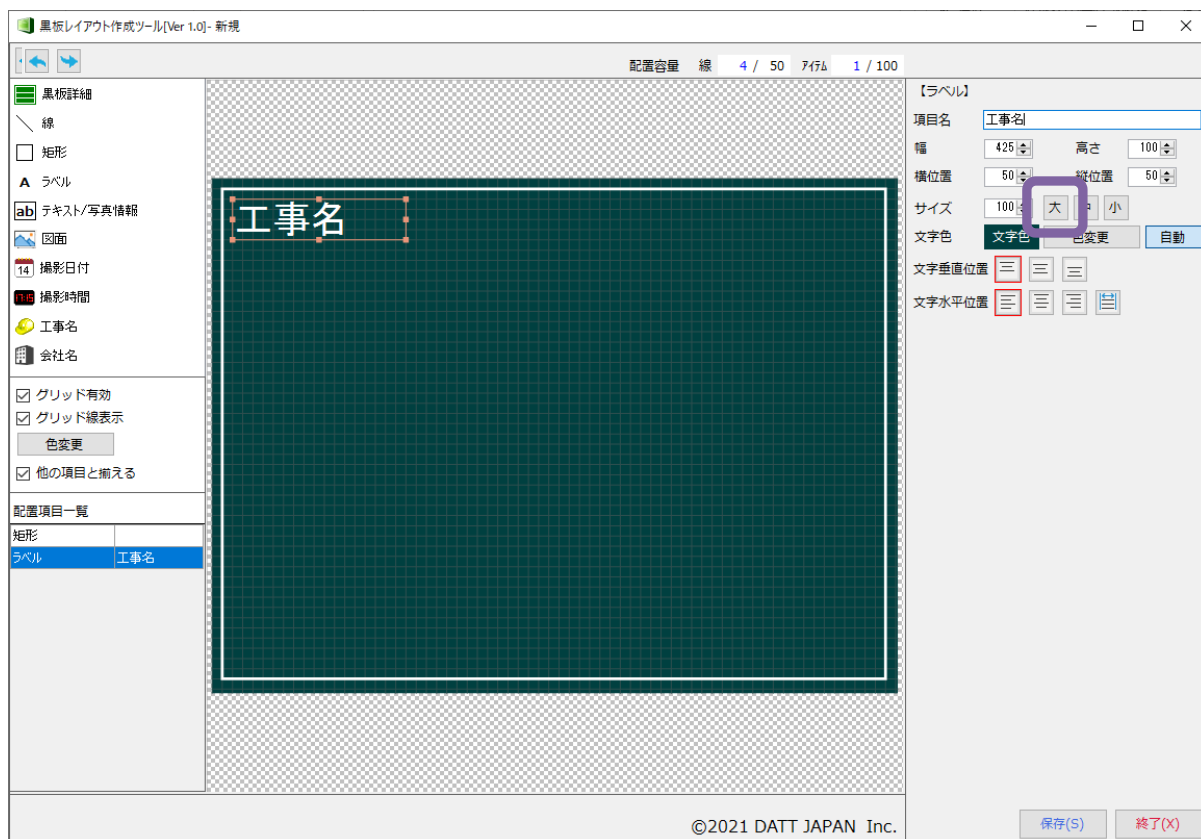 黒板レイアウト作成ツール[Ver 1.0]- 新規
配置容量 線 4 / 50 ｱｲﾃﾑ 1 / 100
黒板詳細
線
矩形
A ラベル
ab テキスト/写真情報
図面
14 撮影日付
17:15 撮影時間
工事名
会社名
グリッド有効
グリッド線表示
色変更
他の項目と揃える
配置項目一覧
矩形
ラベル 工事名
工事名
【ラベル】
項目名 工事名
幅 425 高さ 100
横位置 50 縦位置 50
サイズ 100 大 小
文字色 文字色 色変更 自動
文字垂直位置
文字水平位置
©2021 DATT JAPAN Inc.
保存(S) 終了(X)